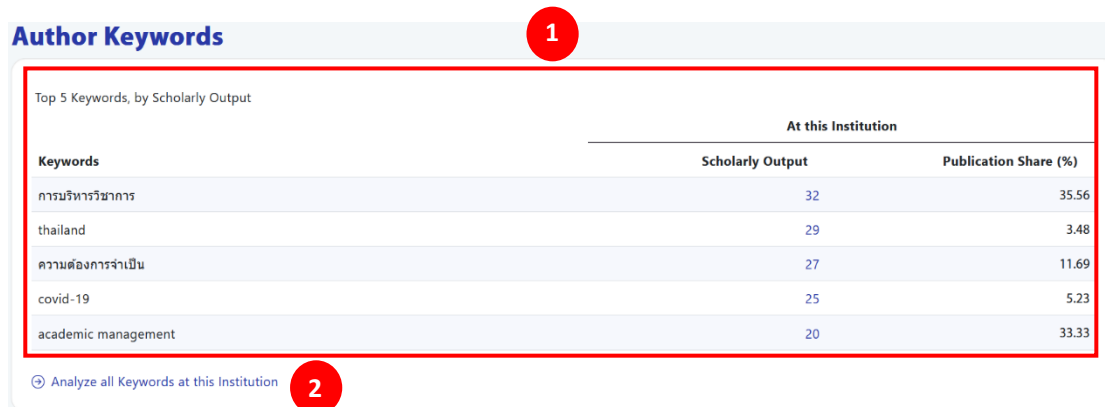 Author Keywords
1
Top 5 Keywords, by Scholarly Output
At this Institution
Keywords Scholarly Output Publication Share (%)
การบริหารวิชาการ 32 35.56
thailand 29 3.48
ความต้องการจำเป็น 27 11.69
covid-19 25 5.23
academic management 20 33.33
Analyze all Keywords at this Institution
2